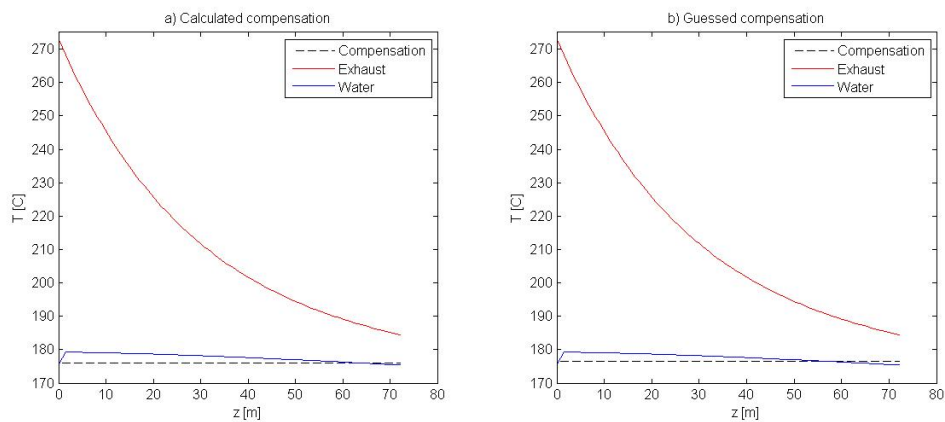 a) Calculated compensation
270
260
250
240
230
220
210
200
190
180
170
T [C]
0 10 20 30 40 50 60 70 80
z [m]
Compensation
Exhaust
Water
b) Guessed compensation
270
260
250
240
230
220
210
200
190
180
170
T [C]
0 10 20 30 40 50 60 70 80
z [m]
Compensation
Exhaust
Water